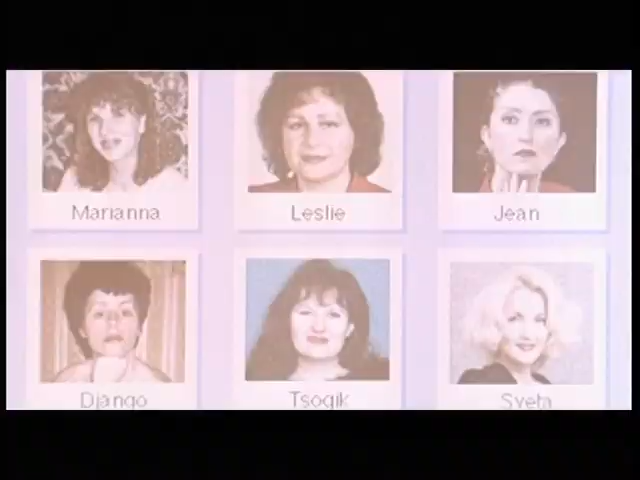 Marianna
Leslie
Jean
Django
Tsogik
Sveta